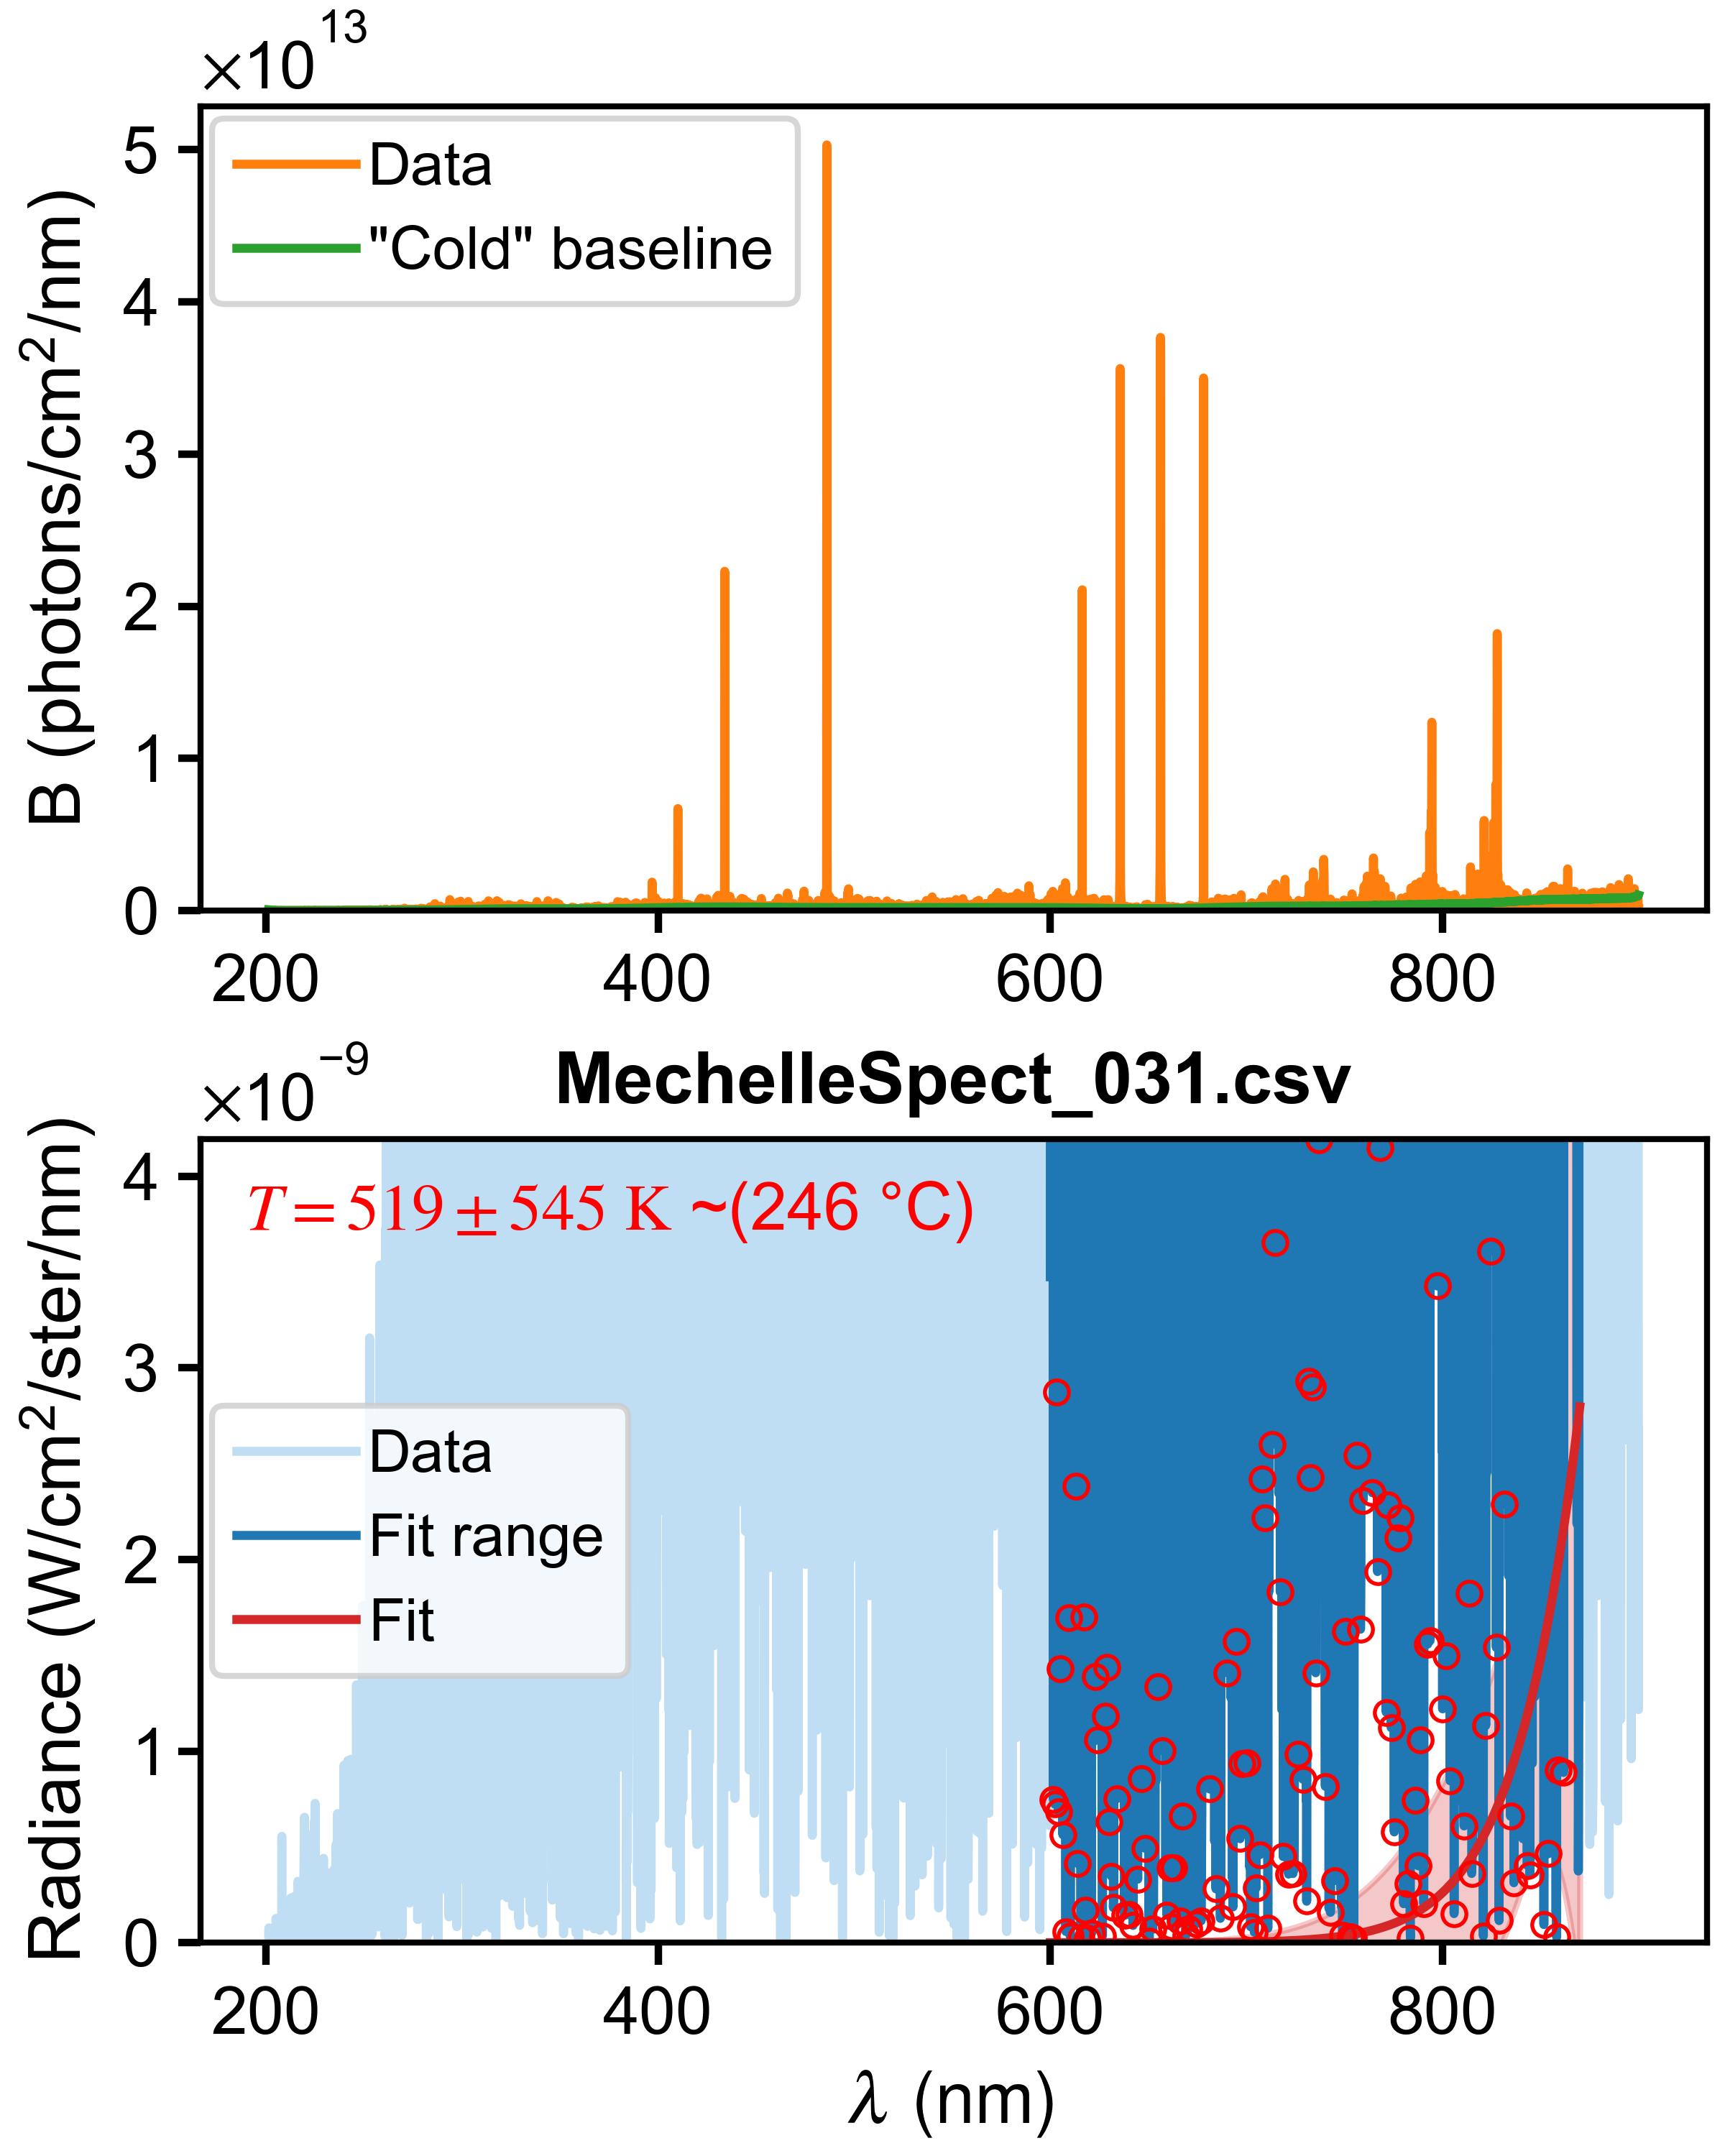 ×10^13
B (photons/cm²/nm)
5
4
3
2
1
0
Data
"Cold" baseline
200 400 600 800
×10^−9
MechelleSpect_031.csv
Radiance (W/cm²/ster/nm)
4
3
2
1
0
T = 519 ± 545 K ~(246 °C)
Data
Fit range
Fit
200 400 600 800
λ (nm)